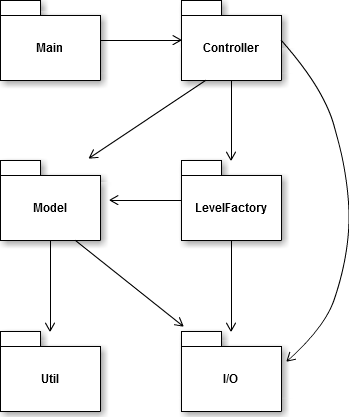 Main
Controller
Model
LevelFactory
Util
I/O